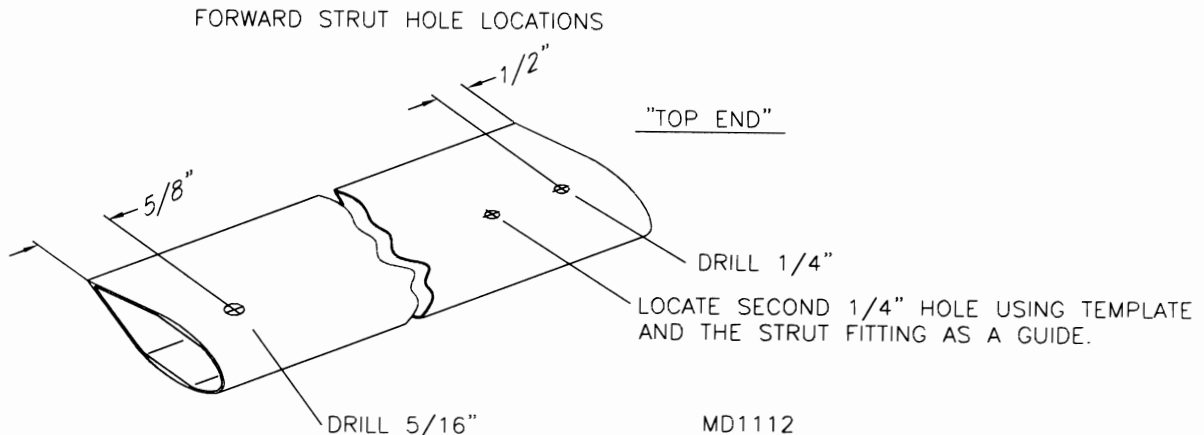 FORWARD STRUT HOLE LOCATIONS
1/2"
"TOP END"
5/8"
DRILL 1/4"
LOCATE SECOND 1/4" HOLE USING TEMPLATE
AND THE STRUT FITTING AS A GUIDE.
DRILL 5/16"
MD1112